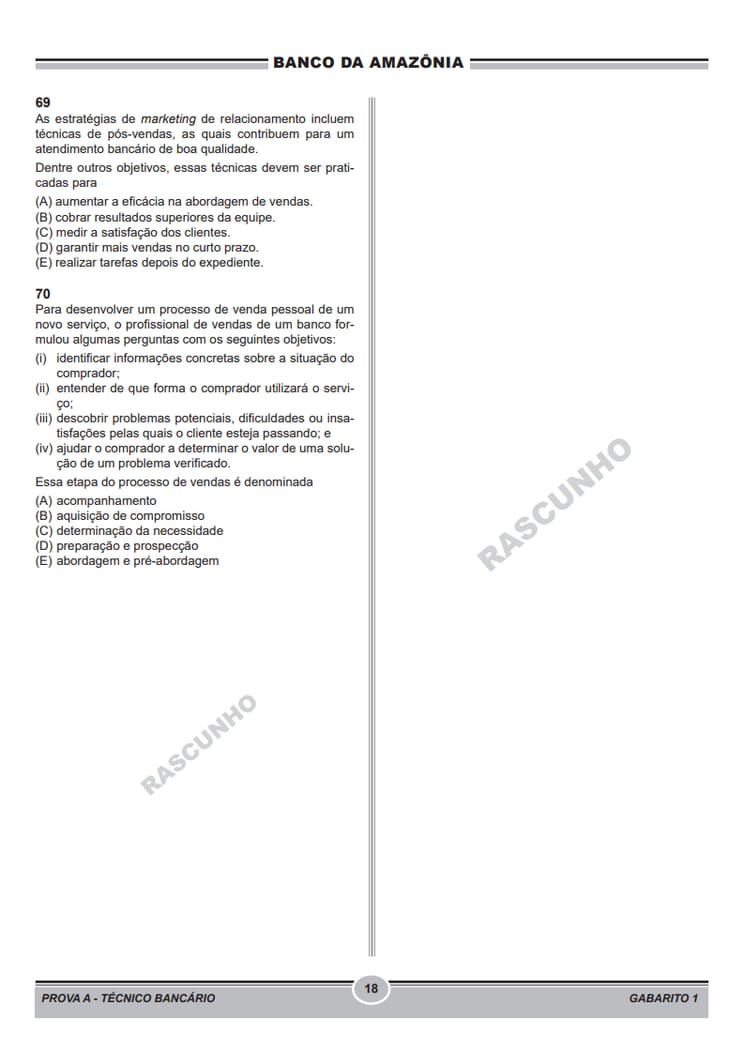 BANCO DA AMAZÔNIA
69
As estratégias de marketing de relacionamento incluem
técnicas de pós-vendas, as quais contribuem para um
atendimento bancário de boa qualidade.
Dentre outros objetivos, essas técnicas devem ser prati-
cadas para
(A) aumentar a eficácia na abordagem de vendas.
(B) cobrar resultados superiores da equipe.
(C) medir a satisfação dos clientes.
(D) garantir mais vendas no curto prazo.
(E) realizar tarefas depois do expediente.
70
Para desenvolver um processo de venda pessoal de um
novo serviço, o profissional de vendas de um banco for-
mulou algumas perguntas com os seguintes objetivos:
(i) identificar informações concretas sobre a situação do
comprador;
(ii) entender de que forma o comprador utilizará o servi-
ço;
(iii) descobrir problemas potenciais, dificuldades ou insa-
tisfações pelas quais o cliente esteja passando; e
(iv) ajudar o comprador a determinar o valor de uma solu-
ção de um problema verificado.
Essa etapa do processo de vendas é denominada
(A) acompanhamento
(B) aquisição de compromisso
(C) determinação da necessidade
(D) preparação e prospecção
(E) abordagem e pré-abordagem
RASCUNHO
RASCUNHO
PROVA A - TÉCNICO BANCÁRIO
18
GABARITO 1